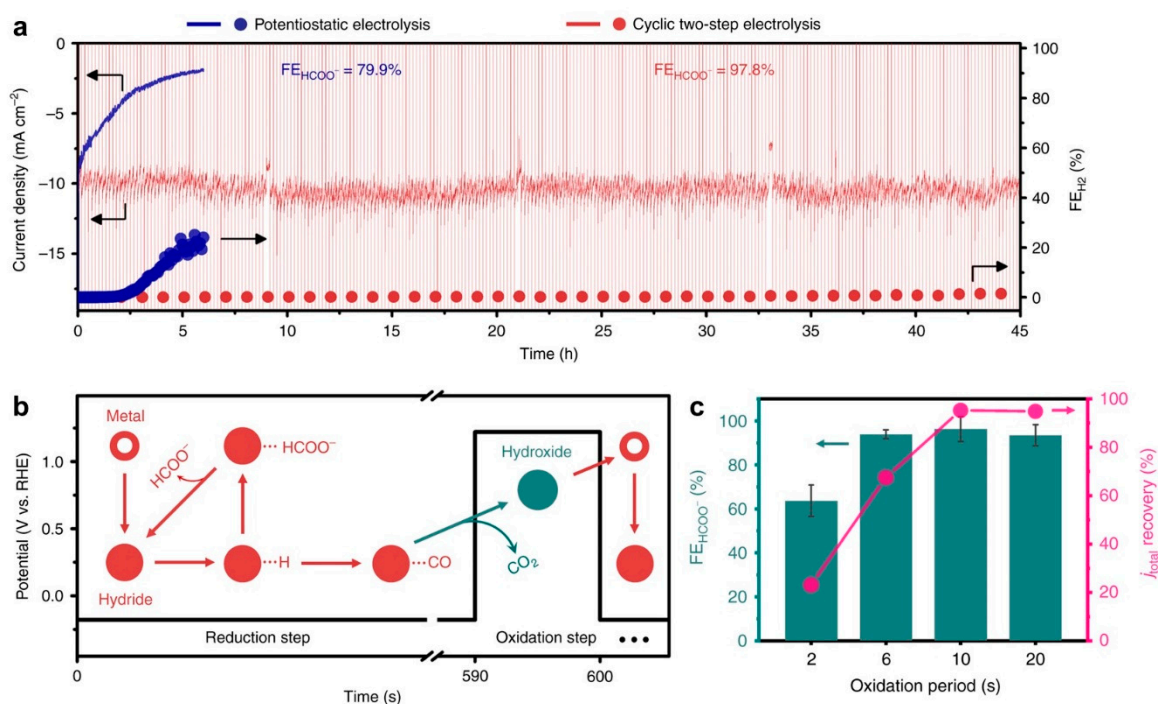 a
Potentiostatic electrolysis
Cyclic two-step electrolysis
FE_HCOO⁻ = 79.9%
FE_HCOO⁻ = 97.8%
0
−5
−10
−15
Current density (mA cm⁻²)
100
80
60
40
20
0
FE_H2 (%)
0 5 10 15 20 25 30 35 40 45
Time (h)
b
Metal
HCOO⁻
···HCOO⁻
Hydride
···H
···CO
Hydroxide
CO₂
1.0
0.5
0.0
Potential (V vs. RHE)
Reduction step
Oxidation step
•••
0 590 600
Time (s)
c
100
80
60
40
20
0
FE_HCOO⁻ (%)
100
80
60
40
20
0
j_total recovery (%)
2 6 10 20
Oxidation period (s)